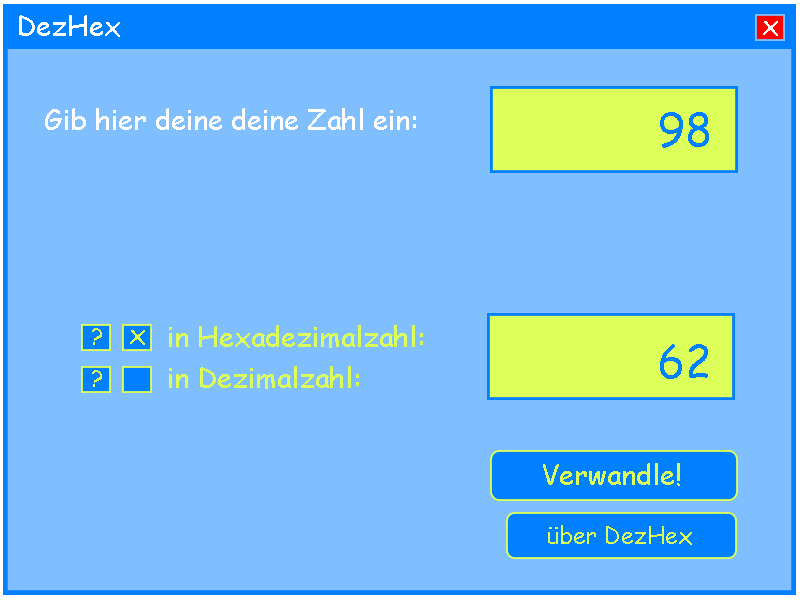 DezHex
X
Gib hier deine deine Zahl ein:
98
? X in Hexadezimalzahl:
? in Dezimalzahl:
62
Verwandle!
über DezHex